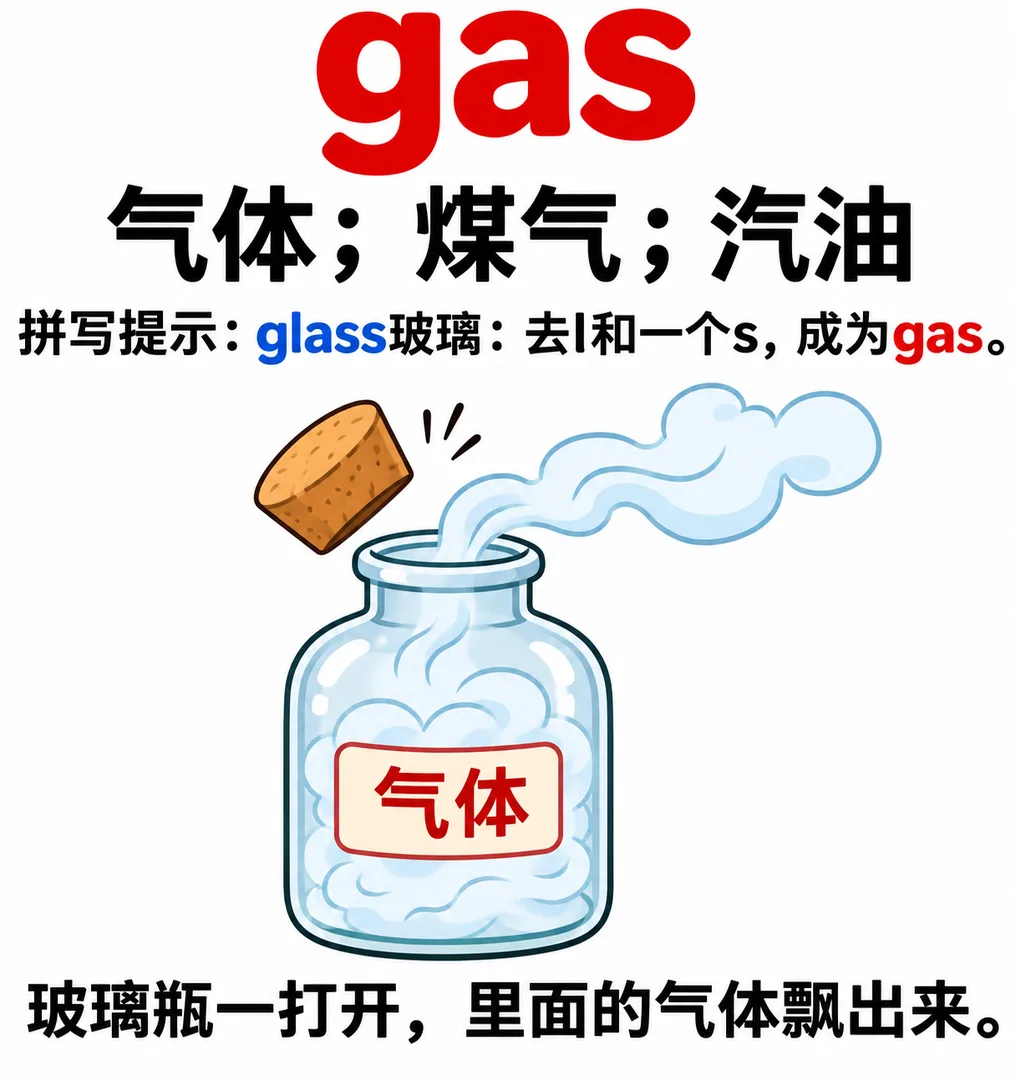 gas
气体；煤气；汽油
拼写提示：glass玻璃：去l和一个s，成为gas。
气体
玻璃瓶一打开，里面的气体飘出来。